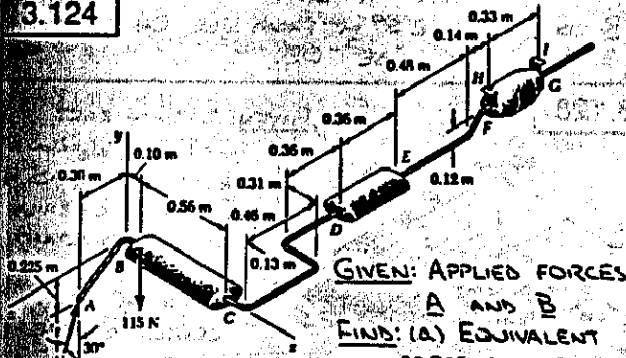 3.124
0.33 m
0.14 m
I
0.48 m
H
G
0.36 m
F
y
0.10 m
0.36 m
E
0.12 m
0.30 m
0.31 m
0.56 m
0.46 m
D
0.225 m
B
0.13 m
A
115 N
C
30°
GIVEN: APPLIED FORCES
A AND B
FIND: (a) EQUIVALENT